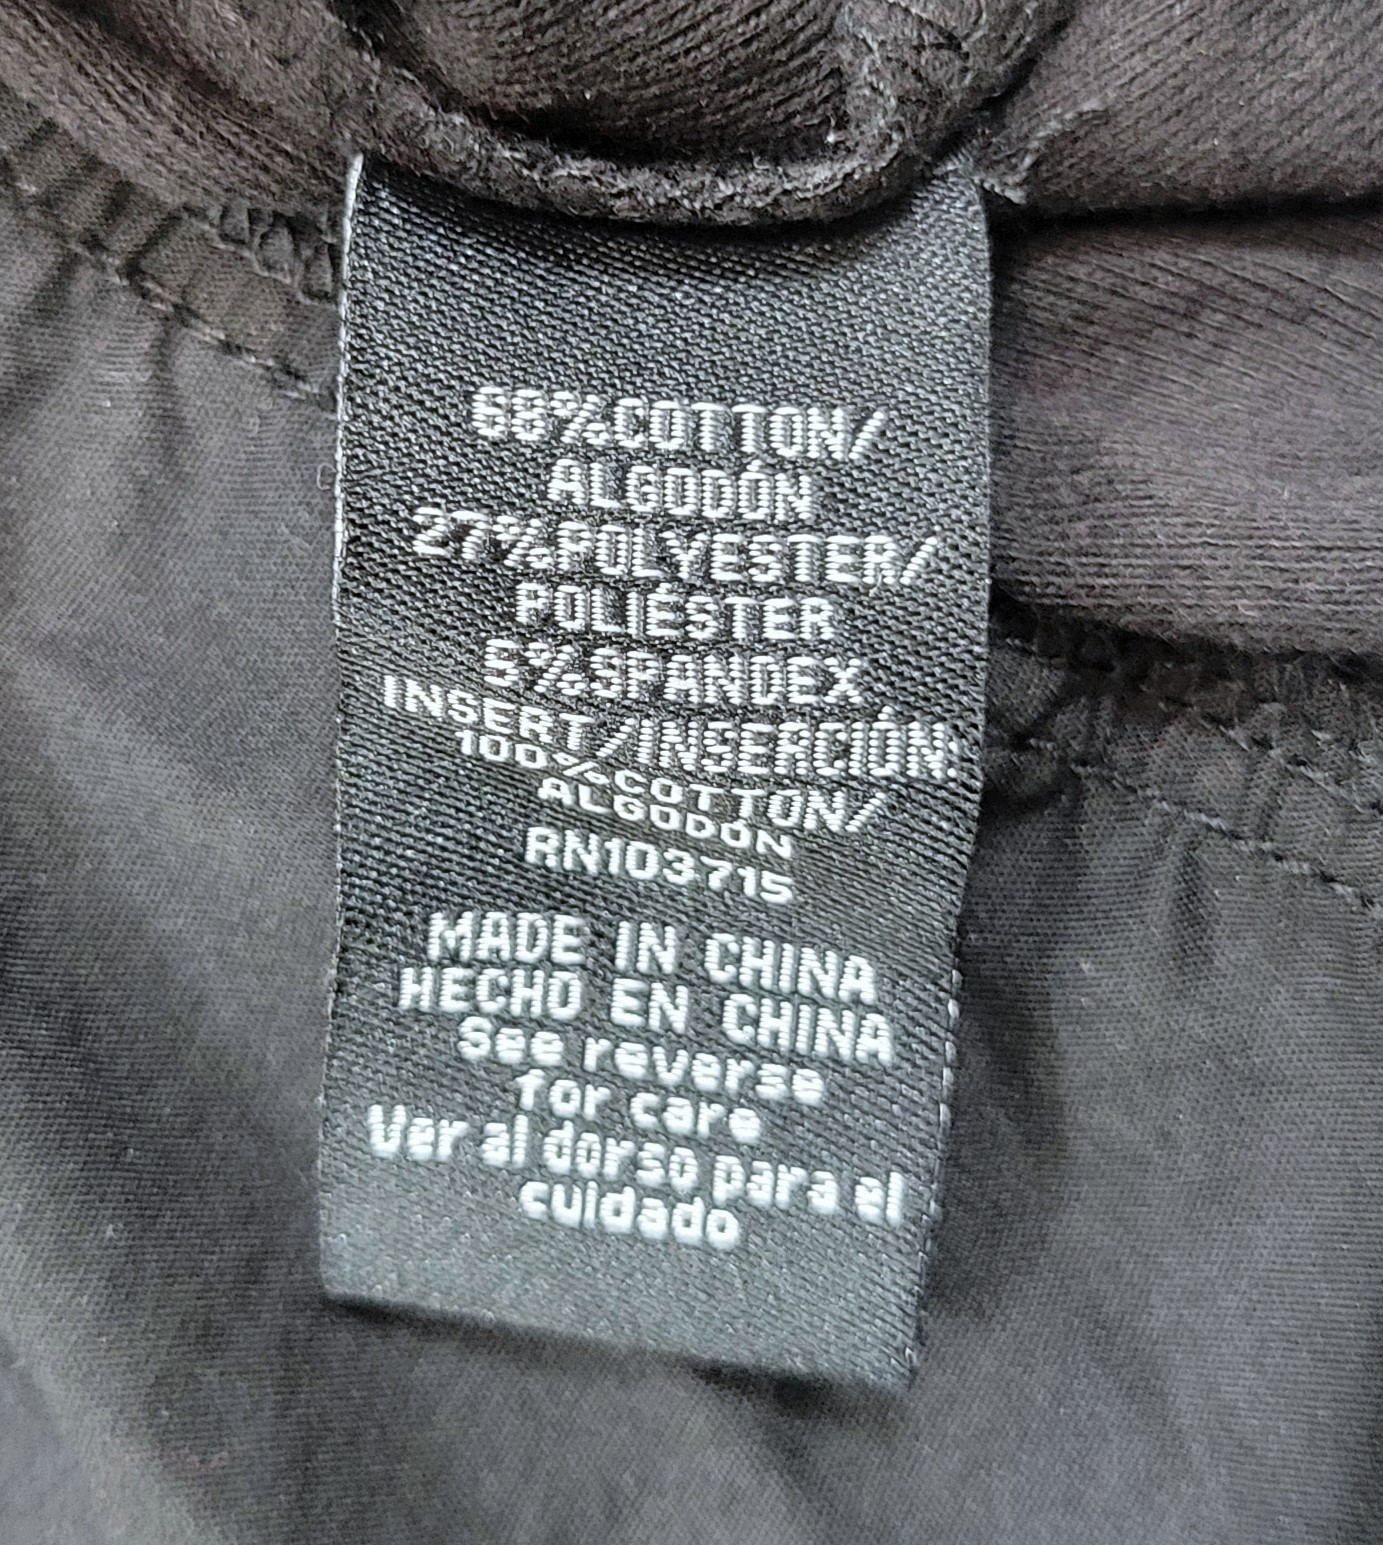 68%COTTON/
ALGODÓN
27%POLYESTER/
POLIÉSTER
5%SPANDEX
INSERT/INSERCIÓN:
100%COTTON/
ALGODÓN
RN103715
MADE IN CHINA
HECHO EN CHINA
See reverse
for care
Ver al dorso para el
cuidado